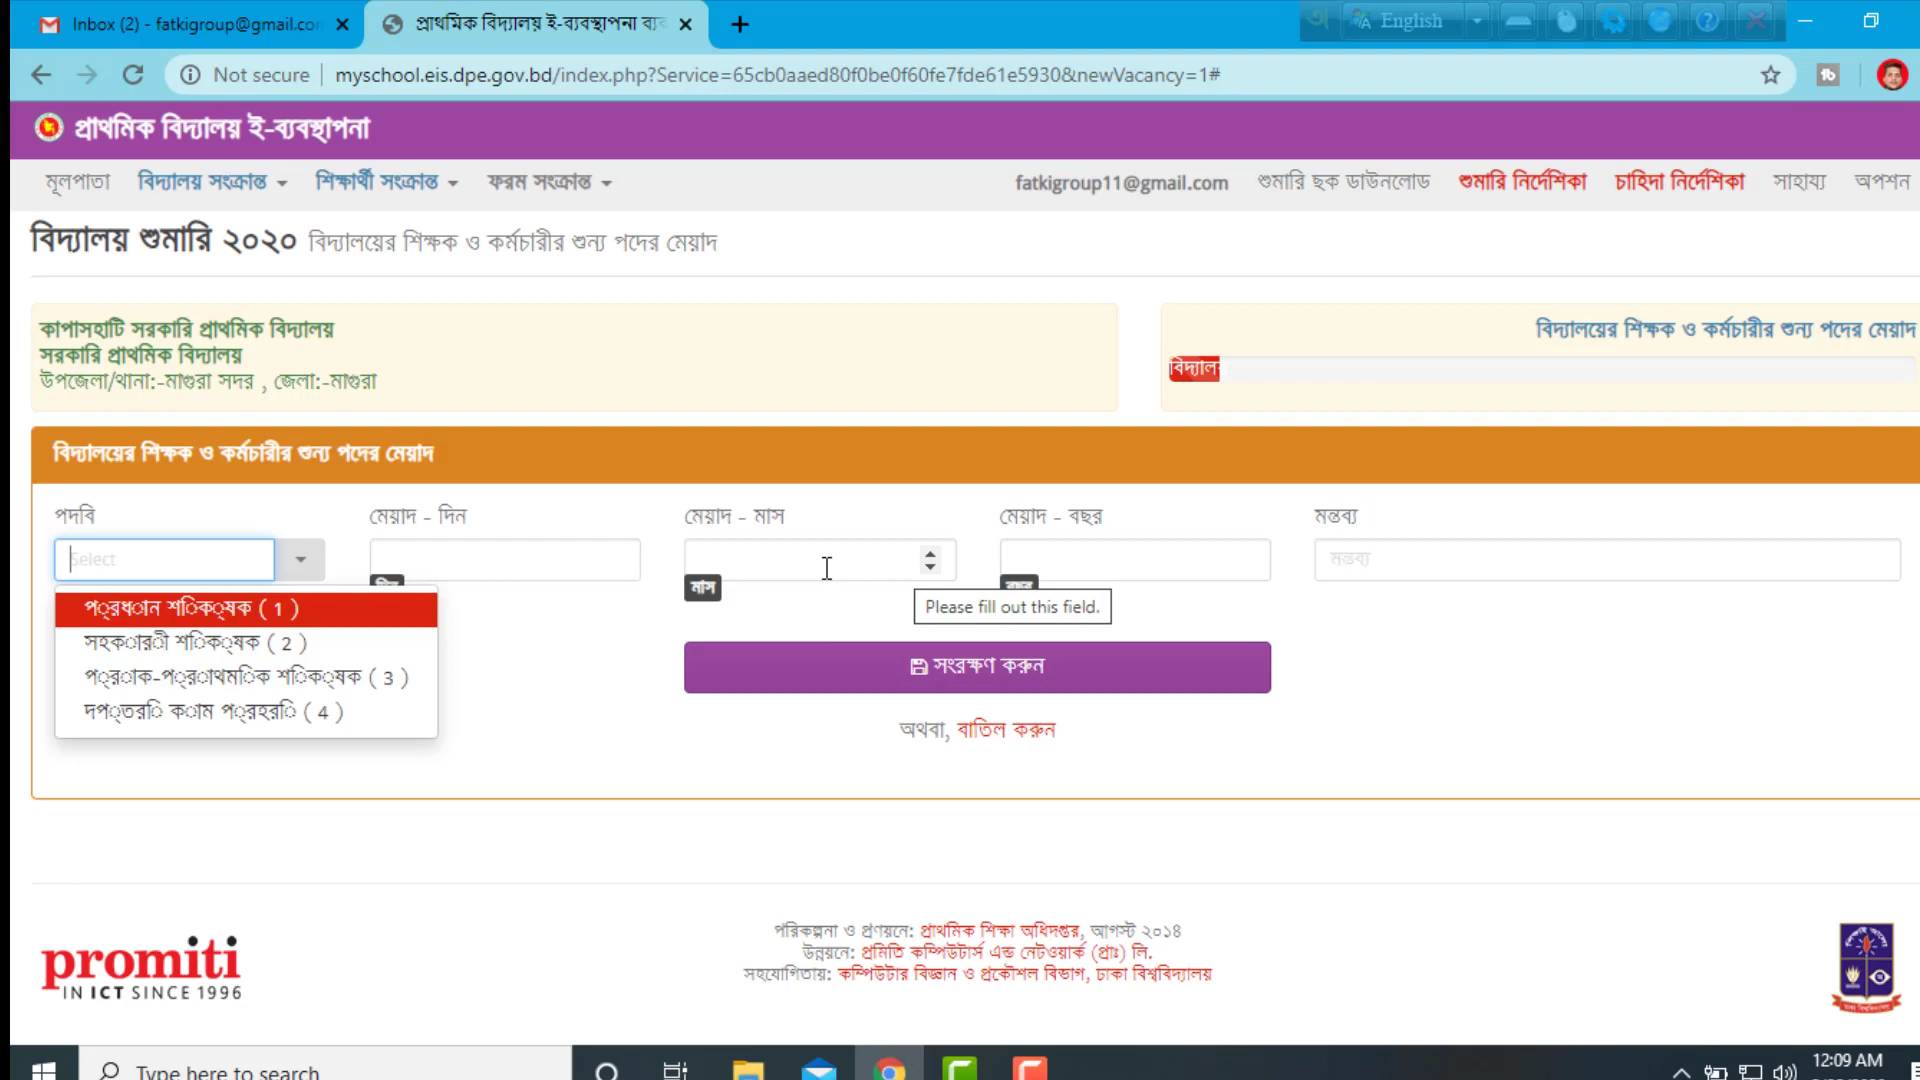 Inbox (2) - fatkigroup@gmail.co
প্রাথমিক বিদ্যালয় ই-ব্যবস্থাপনা ব্যব
English
Not secure
myschool.eis.dpe.gov.bd/index.php?Service=65cb0aaed80f0be0f60fe7fde61e5930&newVacancy=1#
প্রাথমিক বিদ্যালয় ই-ব্যবস্থাপনা
মূলপাতা বিদ্যালয় সংক্রান্ত শিক্ষার্থী সংক্রান্ত ফরম সংক্রান্ত fatkigroup11@gmail.com শুমারি ছক ডাউনলোড শুমারি নির্দেশিকা চাহিদা নির্দেশিকা সাহায্য অপশন
বিদ্যালয় শুমারি ২০২০ বিদ্যালয়ের শিক্ষক ও কর্মচারীর শুন্য পদের মেয়াদ
কাপাসহাটি সরকারি প্রাথমিক বিদ্যালয়
সরকারি প্রাথমিক বিদ্যালয়
উপজেলা/থানা:-মাগুরা সদর , জেলা:-মাগুরা
বিদ্যালয়ের শিক্ষক ও কর্মচারীর শুন্য পদের মেয়াদ
বিদ্যাল
বিদ্যালয়ের শিক্ষক ও কর্মচারীর শুন্য পদের মেয়াদ
পদবি মেয়াদ - দিন মেয়াদ - মাস মেয়াদ - বছর মন্তব্য
Select মন্তব্য
মাস
Please fill out this field.
প্রধান শিক্ষক ( 1 )
সহকারী শিক্ষক ( 2 )
প্রাক-প্রাথমিক শিক্ষক ( 3 )
দপ্তরি কাম প্রহরি ( 4 )
সংরক্ষণ করুন
অথবা, বাতিল করুন
পরিকল্পনা ও প্রণয়নে: প্রাথমিক শিক্ষা অধিদপ্তর, আগস্ট ২০১৪
উন্নয়নে: প্রমিতি কম্পিউটার্স এন্ড নেটওয়ার্ক (প্রাঃ) লি.
সহযোগিতায়: কম্পিউটার বিজ্ঞান ও প্রকৌশল বিভাগ, ঢাকা বিশ্ববিদ্যালয়
promiti
IN ICT SINCE 1996
Type here to search
12:09 AM